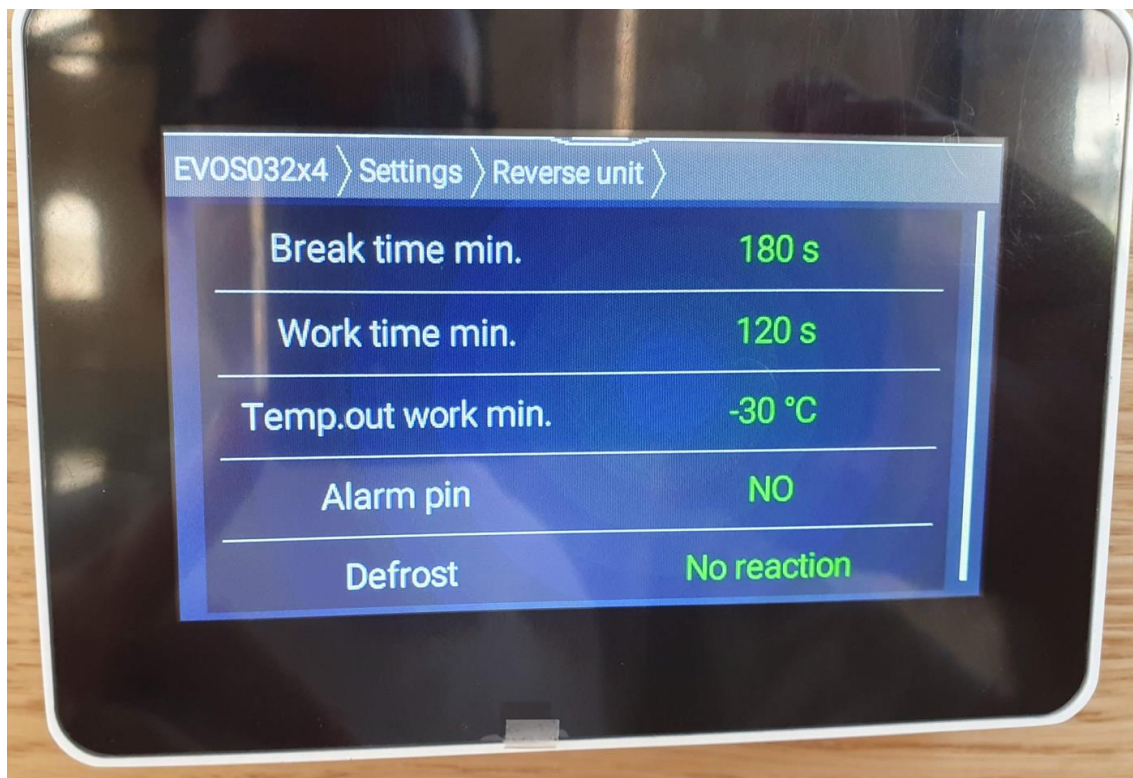 EVOS032x4 Settings Reverse unit
Break time min. 180 s
Work time min. 120 s
Temp.out work min. -30 °C
Alarm pin NO
Defrost No reaction